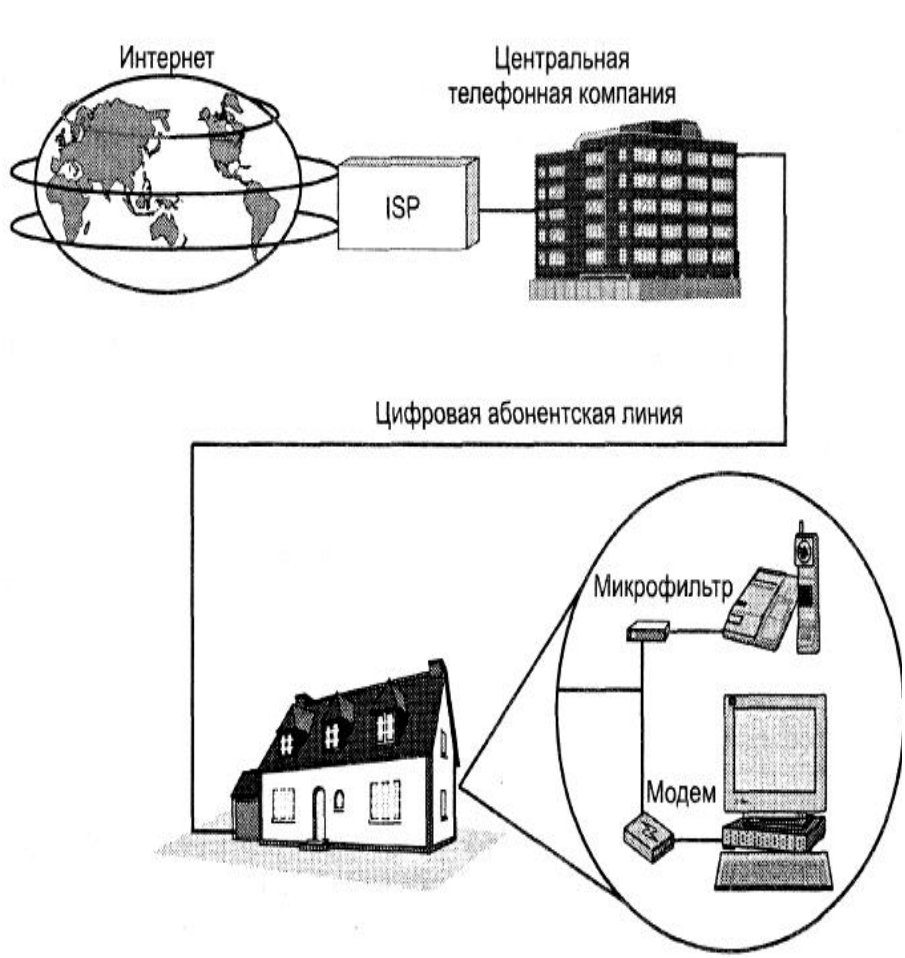 Интернет
Центральная
телефонная компания
ISP
Цифровая абонентская линия
Микрофильтр
Модем